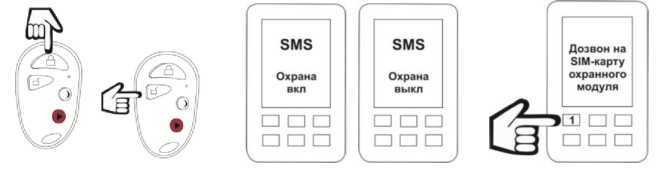 SMS
Охрана
вкл
SMS
Охрана
выкл
Дозвон на
SIM-карту
охранного
модуля
1